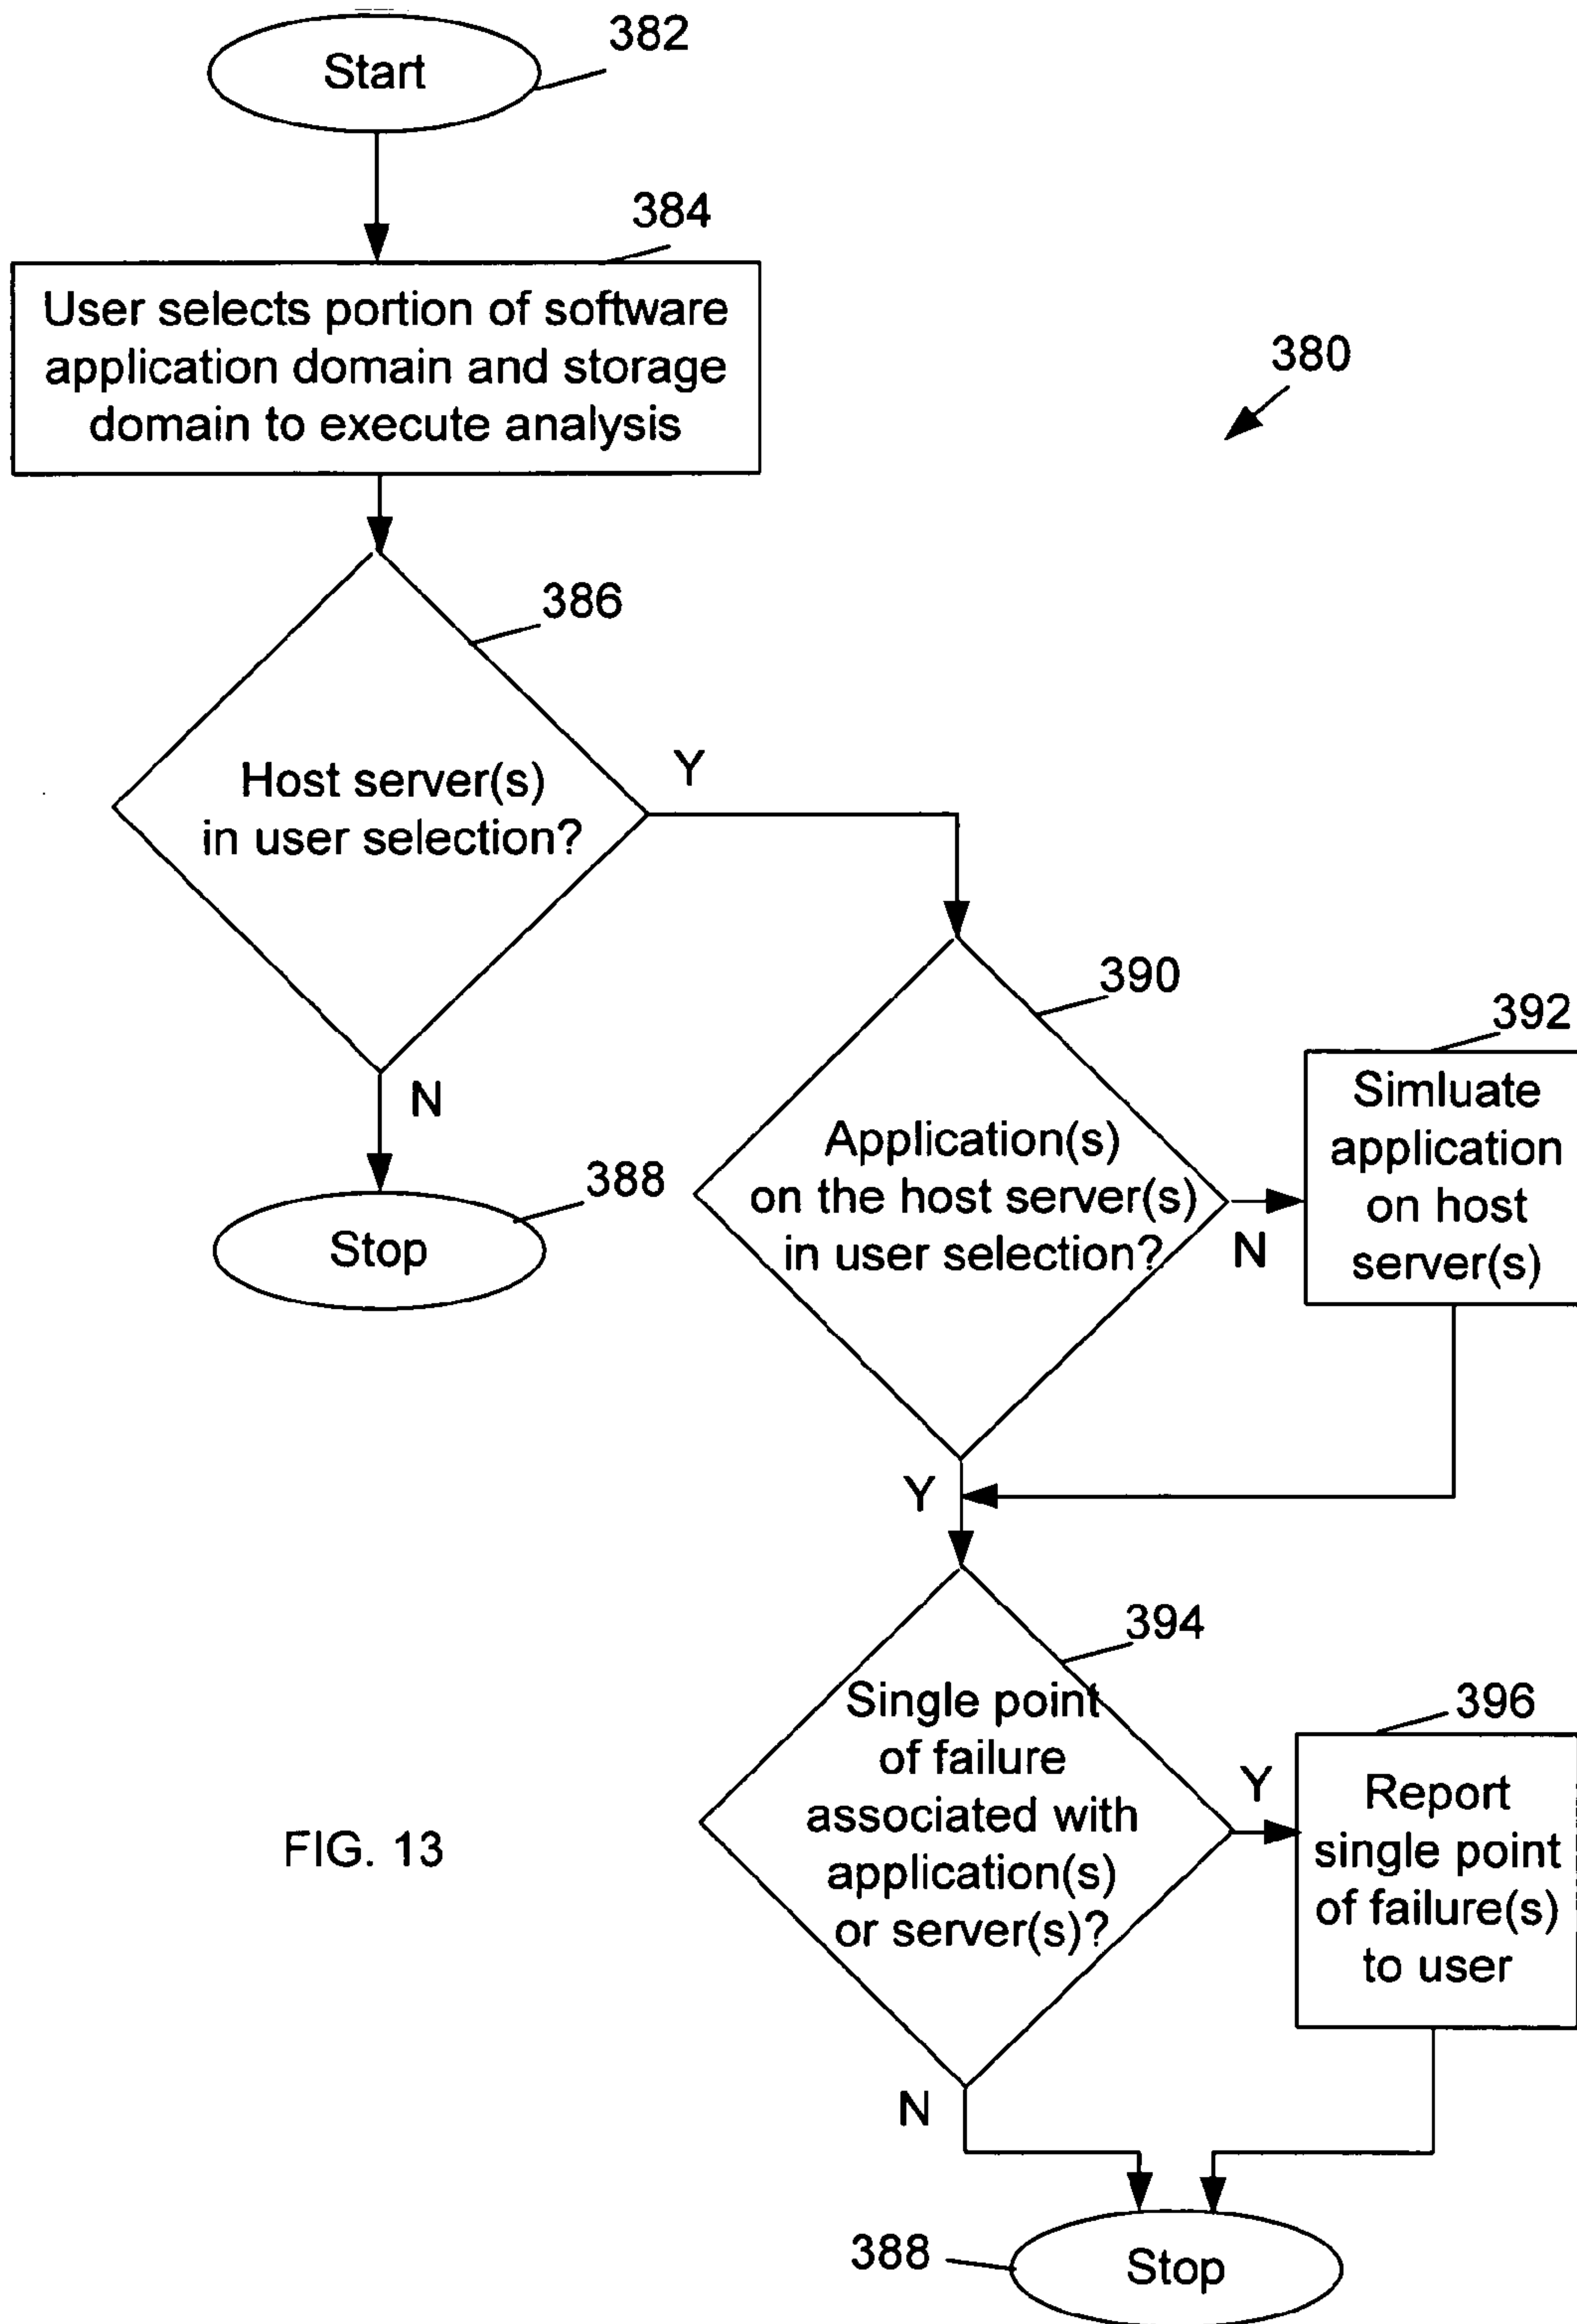 382
Start
384
User selects portion of software
application domain and storage
domain to execute analysis
380
386
Host server(s)
in user selection?
Y
N
388
Stop
390
Application(s)
on the host server(s)
in user selection?
N
392
Simluate
application
on host
server(s)
Y
394
Single point
of failure
associated with
application(s)
or server(s)?
Y
396
Report
single point
of failure(s)
to user
FIG. 13
N
388
Stop